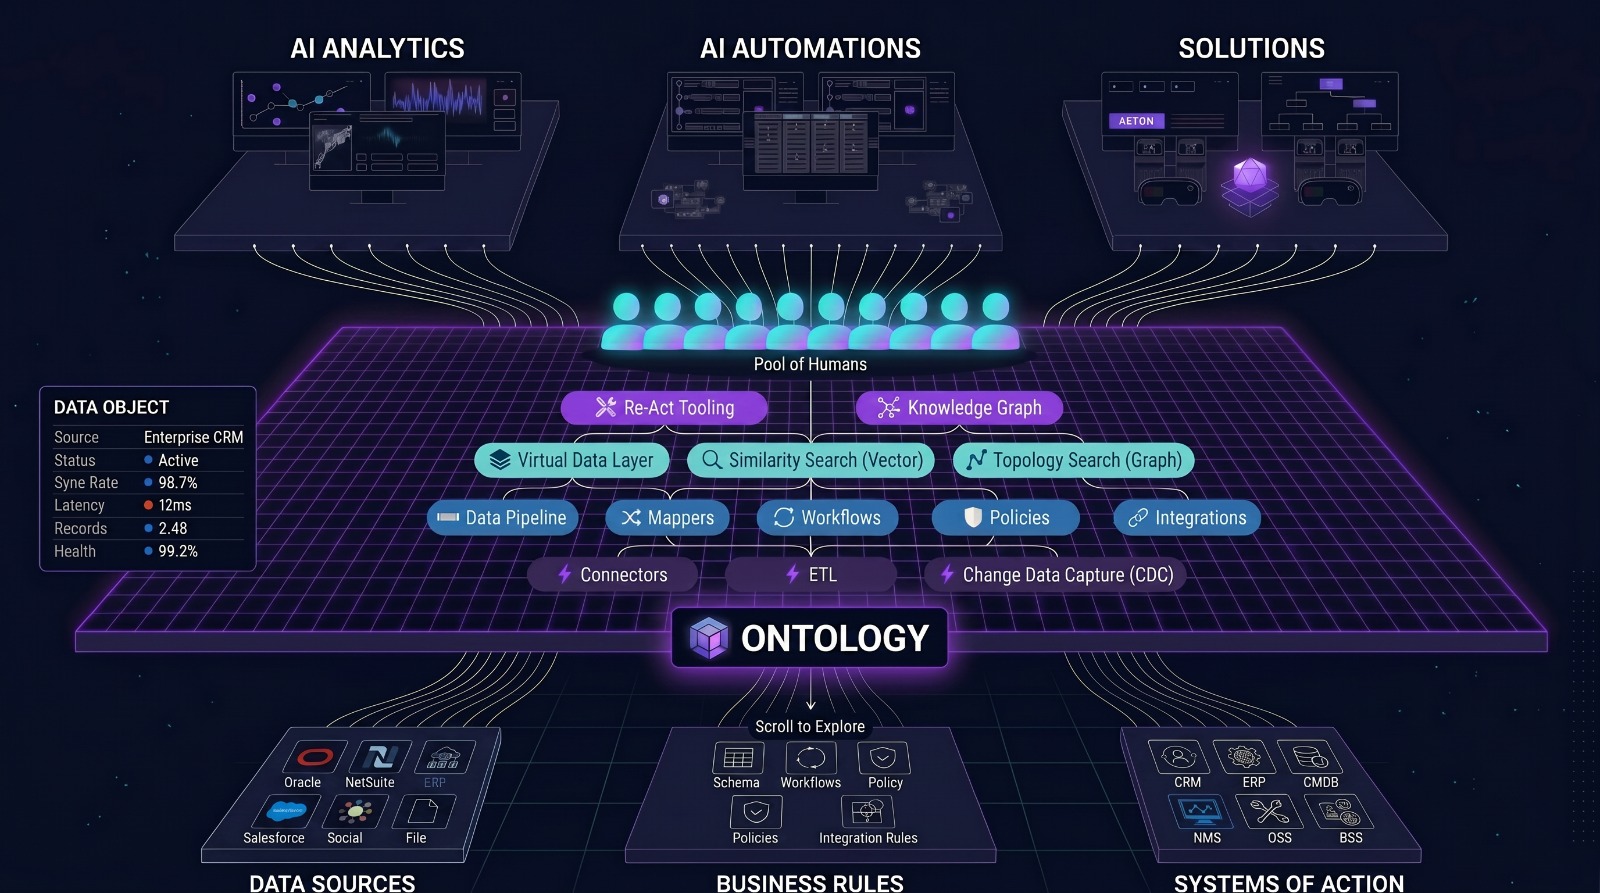 AI ANALYTICS
AI AUTOMATIONS
SOLUTIONS
AETON
Pool of Humans
Re-Act Tooling
Knowledge Graph
DATA OBJECT
Source Enterprise CRM
Status Active
Syne Rate 98.7%
Latency 12ms
Records 2.48
Health 99.2%
Virtual Data Layer
Similarity Search (Vector)
Topology Search (Graph)
Data Pipeline
Mappers
Workflows
Policies
Integrations
Connectors
ETL
Change Data Capture (CDC)
ONTOLOGY
Scroll to Explore
Oracle
NetSuite
ERP
Salesforce
Social
File
DATA SOURCES
Schema
Workflows
Policy
Policies
Integration Rules
BUSINESS RULES
CRM
ERP
CMDB
NMS
OSS
BSS
SYSTEMS OF ACTION